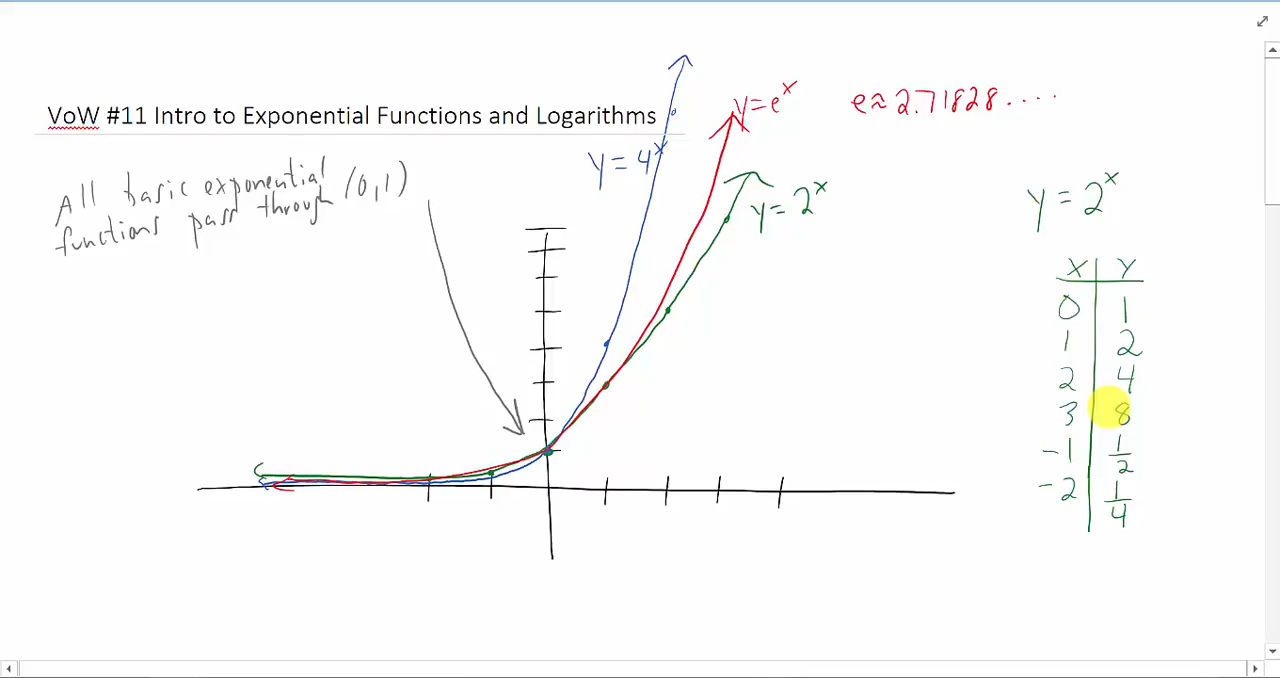 VoW #11 Intro to Exponential Functions and Logarithms
y=e^x
e≈2.71828....
y=4^x
All basic exponential
functions pass through (0,1)
y=2^x
y=2^x
X Y
0 1
1 2
2 4
3 8
-1 1/2
-2 1/4